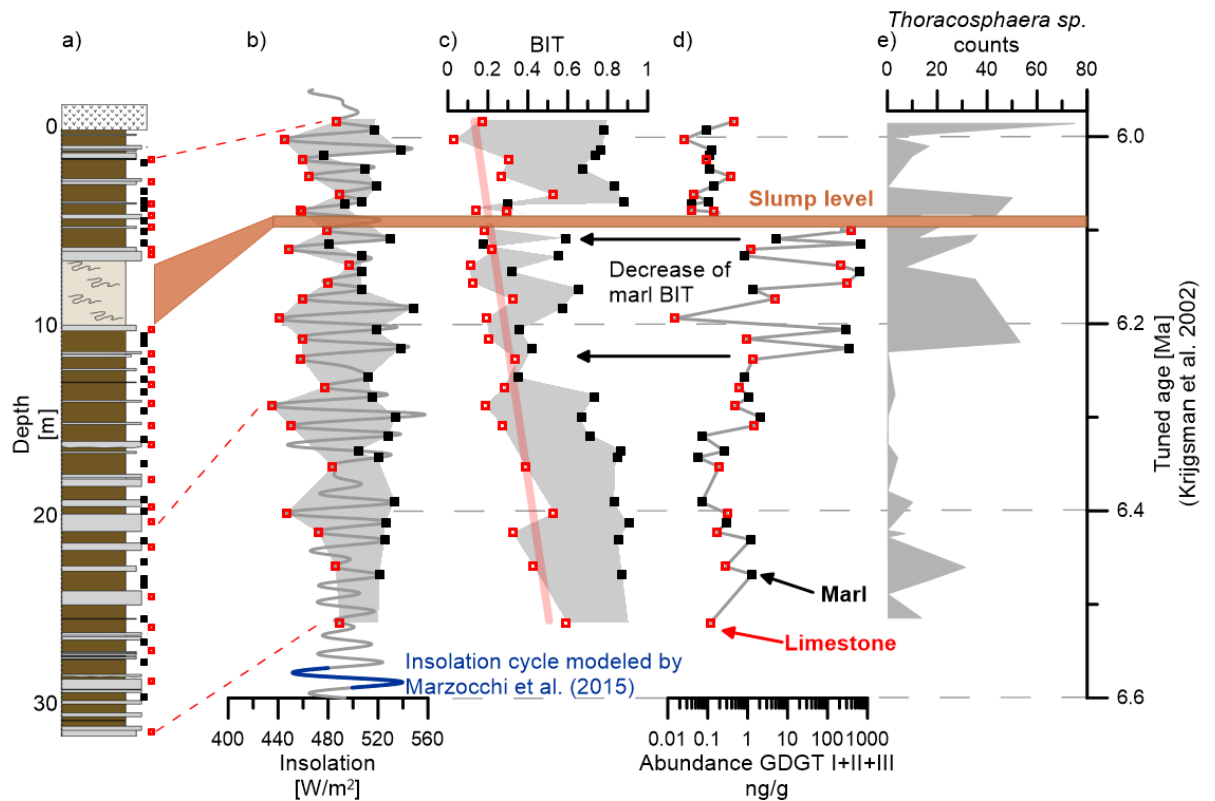 a)
b)
c)
d)
e)
BIT
0 0.2 0.4 0.6 0.8 1
Thoracosphaera sp.
counts
0 20 40 60 80
0
10
20
30
Depth
[m]
Slump level
Decrease of
marl BIT
Marl
Limestone
Insolation cycle modeled by
Marzocchi et al. (2015)
400 440 480 520 560
Insolation
[W/m²]
0.01 0.1 1 10 100 1000
Abundance GDGT I+II+III
ng/g
6.0
6.2
6.4
6.6
Tuned age [Ma]
(Krijgsman et al. 2002)